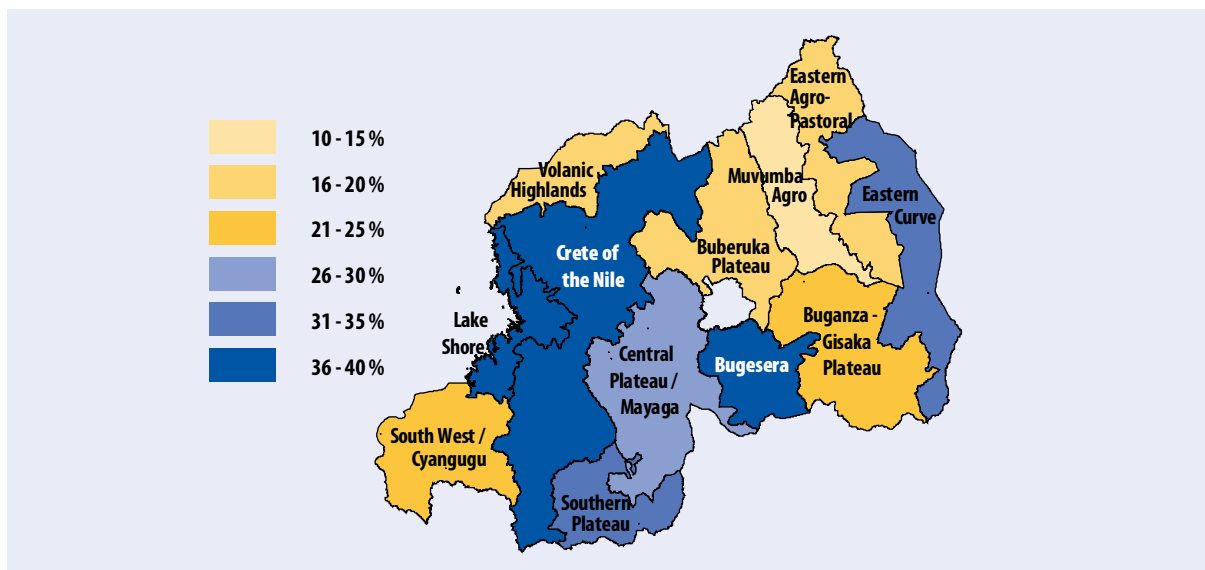 10 - 15 %
16 - 20 %
21 - 25 %
26 - 30 %
31 - 35 %
36 - 40 %
Eastern
Agro-
Pastoral
Volanic
Highlands
Muvumba
Agro
Eastern
Curve
Crete of
the Nile
Buberuka
Plateau
Lake
Shore
Buganza -
Gisaka
Plateau
Central
Plateau /
Mayaga
Bugesera
South West /
Cyangugu
Southern
Plateau